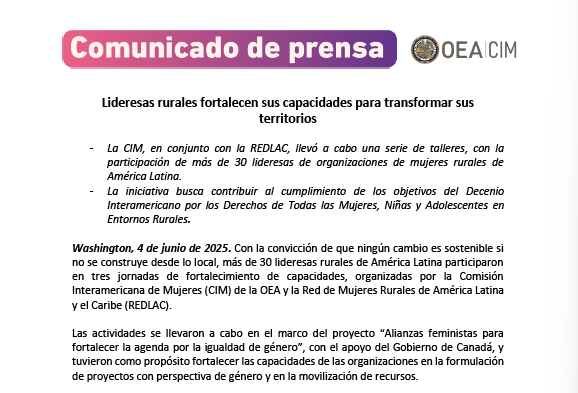 Comunicado de prensa
OEA|CIM
Lideresas rurales fortalecen sus capacidades para transformar sus
territorios
- La CIM, en conjunto con la REDLAC, llevó a cabo una serie de talleres, con la
participación de más de 30 lideresas de organizaciones de mujeres rurales de
América Latina.
- La iniciativa busca contribuir al cumplimiento de los objetivos del Decenio
Interamericano por los Derechos de Todas las Mujeres, Niñas y Adolescentes en
Entornos Rurales.
Washington, 4 de junio de 2025. Con la convicción de que ningún cambio es sostenible si
no se construye desde lo local, más de 30 lideresas rurales de América Latina participaron
en tres jornadas de fortalecimiento de capacidades, organizadas por la Comisión
Interamericana de Mujeres (CIM) de la OEA y la Red de Mujeres Rurales de América Latina
y el Caribe (REDLAC).
Las actividades se llevaron a cabo en el marco del proyecto “Alianzas feministas para
fortalecer la agenda por la igualdad de género”, con el apoyo del Gobierno de Canadá, y
tuvieron como propósito fortalecer las capacidades de las organizaciones en la formulación
de proyectos con perspectiva de género y en la movilización de recursos.